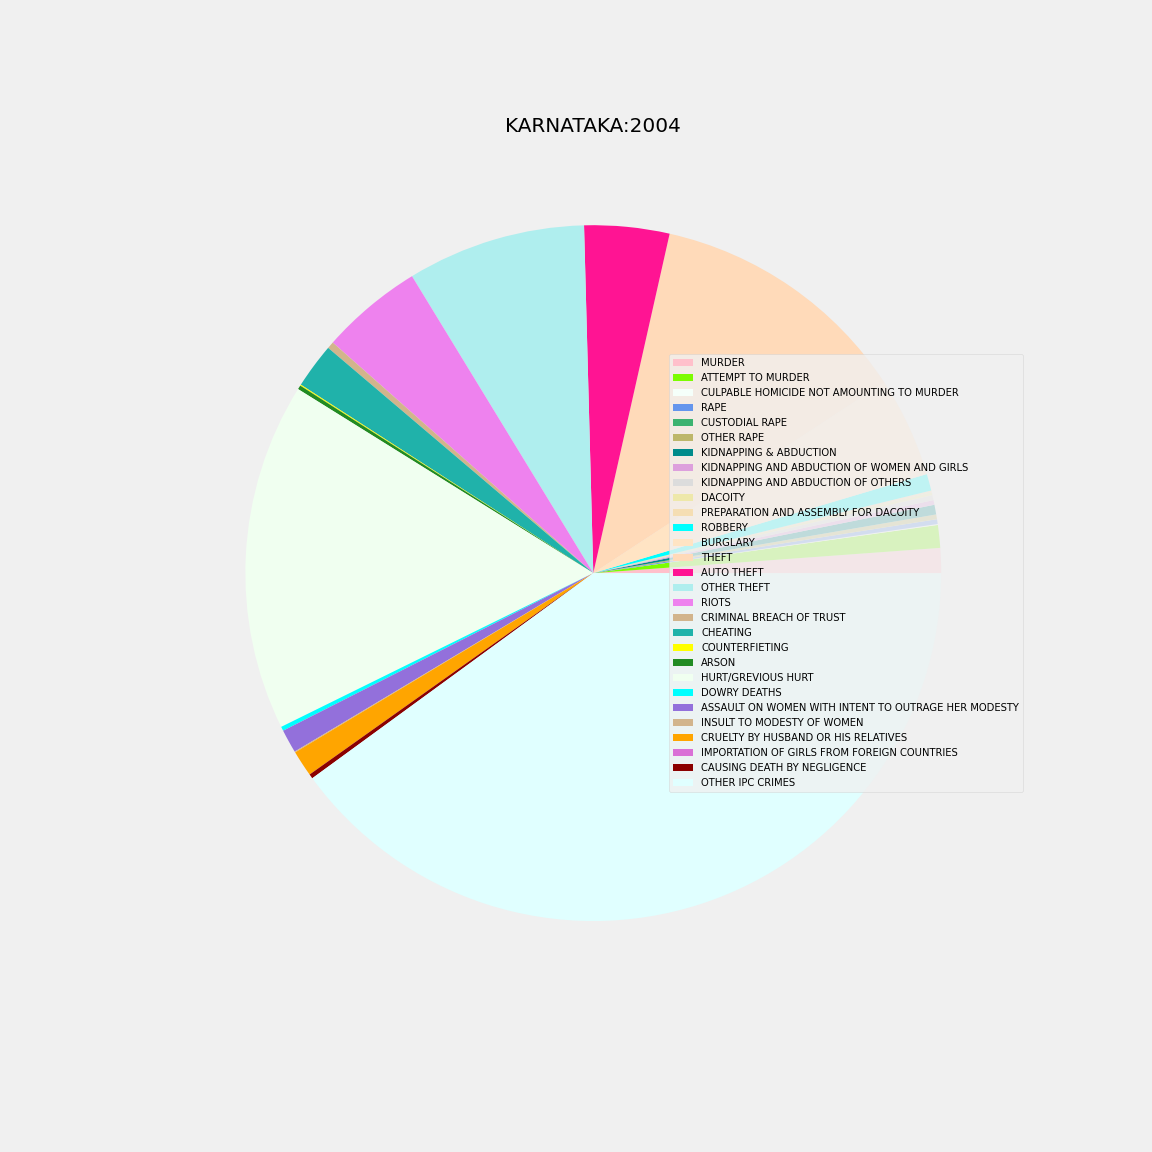 KARNATAKA:2004
MURDER
ATTEMPT TO MURDER
CULPABLE HOMICIDE NOT AMOUNTING TO MURDER
RAPE
CUSTODIAL RAPE
OTHER RAPE
KIDNAPPING & ABDUCTION
KIDNAPPING AND ABDUCTION OF WOMEN AND GIRLS
KIDNAPPING AND ABDUCTION OF OTHERS
DACOITY
PREPARATION AND ASSEMBLY FOR DACOITY
ROBBERY
BURGLARY
THEFT
AUTO THEFT
OTHER THEFT
RIOTS
CRIMINAL BREACH OF TRUST
CHEATING
COUNTERFIETING
ARSON
HURT/GREVIOUS HURT
DOWRY DEATHS
ASSAULT ON WOMEN WITH INTENT TO OUTRAGE HER MODESTY
INSULT TO MODESTY OF WOMEN
CRUELTY BY HUSBAND OR HIS RELATIVES
IMPORTATION OF GIRLS FROM FOREIGN COUNTRIES
CAUSING DEATH BY NEGLIGENCE
OTHER IPC CRIMES